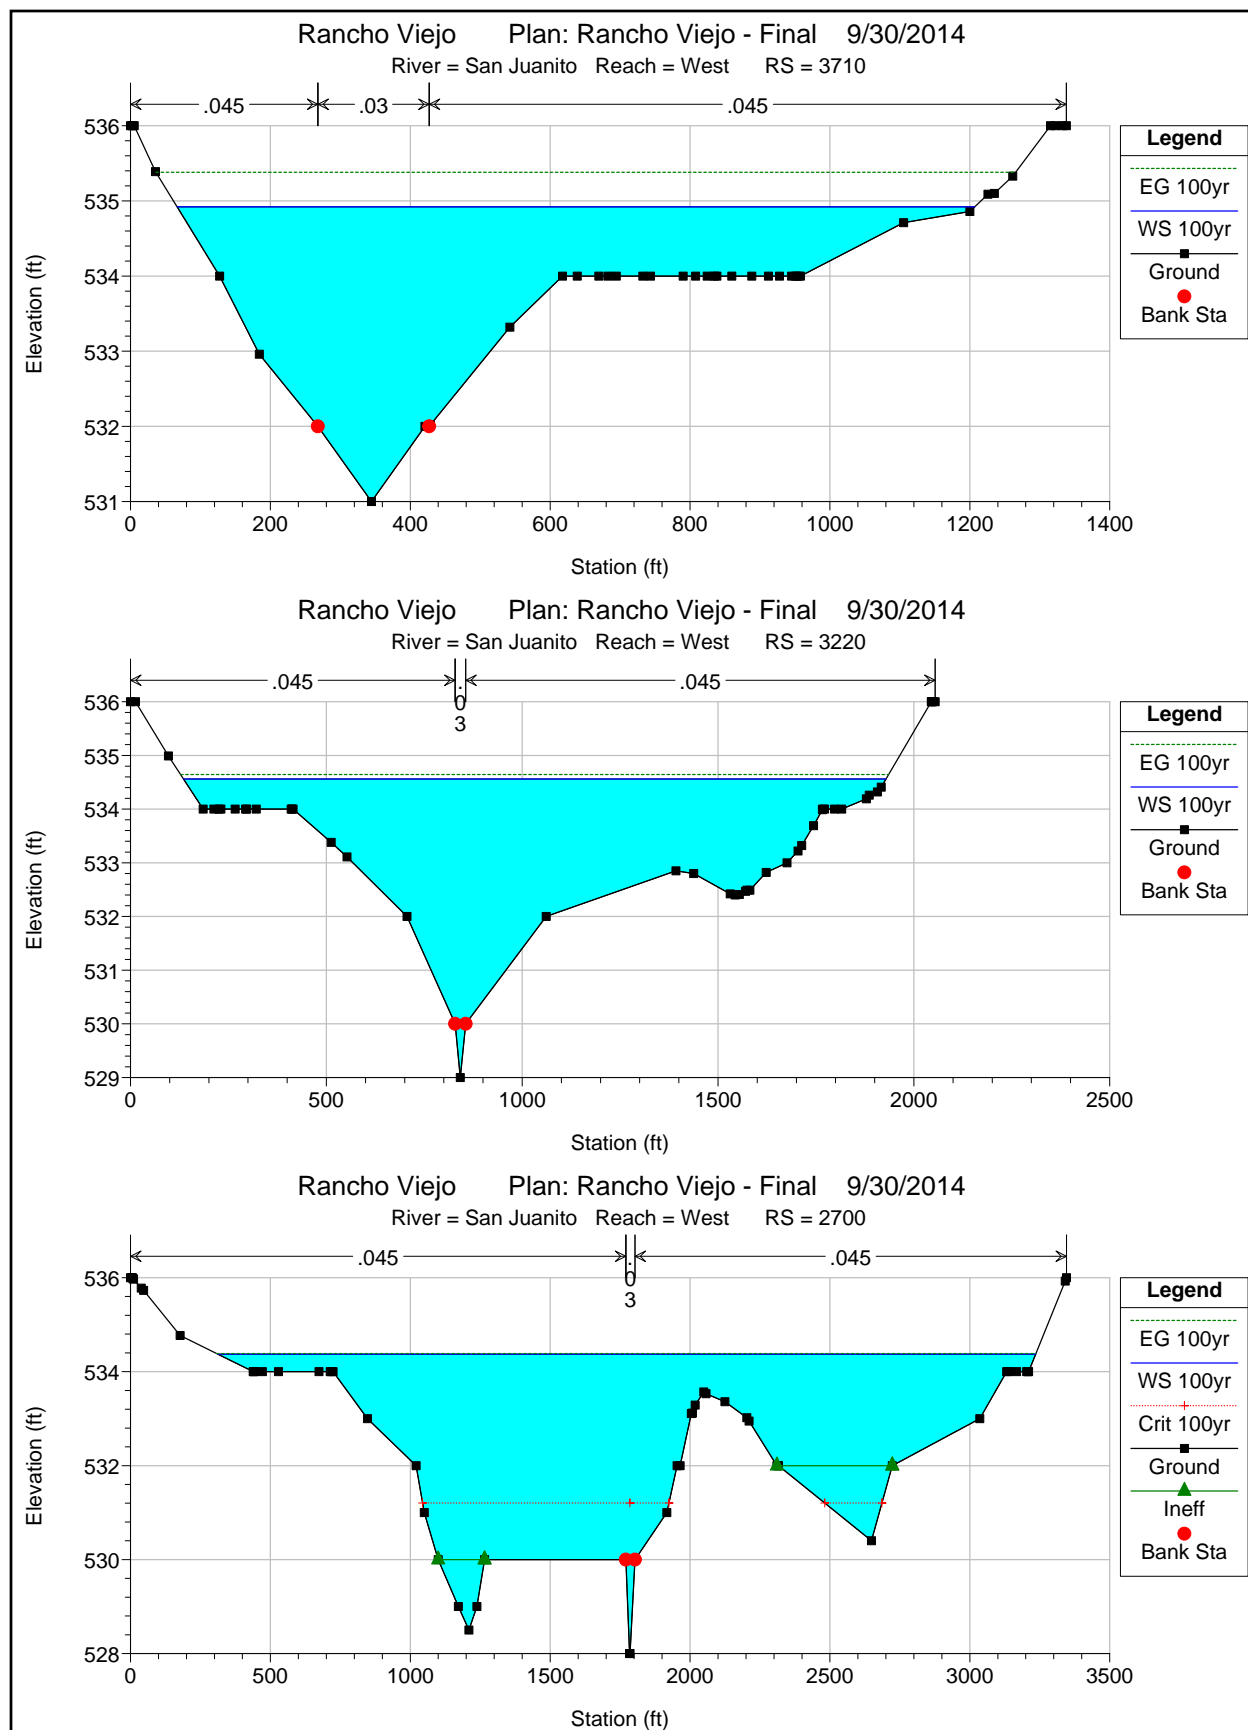 Rancho Viejo Plan: Rancho Viejo - Final 9/30/2014
River = San Juanito Reach = West RS = 3710
.045 .03 .045
536
535
534
533
532
531
0 200 400 600 800 1000 1200 1400
Station (ft)
Elevation (ft)
Legend
EG 100yr
WS 100yr
Ground
Bank Sta
Rancho Viejo Plan: Rancho Viejo - Final 9/30/2014
River = San Juanito Reach = West RS = 3220
.045 .03 .045
536
535
534
533
532
531
530
529
0 500 1000 1500 2000 2500
Station (ft)
Elevation (ft)
Legend
EG 100yr
WS 100yr
Ground
Bank Sta
Rancho Viejo Plan: Rancho Viejo - Final 9/30/2014
River = San Juanito Reach = West RS = 2700
.045 .03 .045
536
534
532
530
528
0 500 1000 1500 2000 2500 3000 3500
Station (ft)
Elevation (ft)
Legend
EG 100yr
WS 100yr
Crit 100yr
Ground
Ineff
Bank Sta